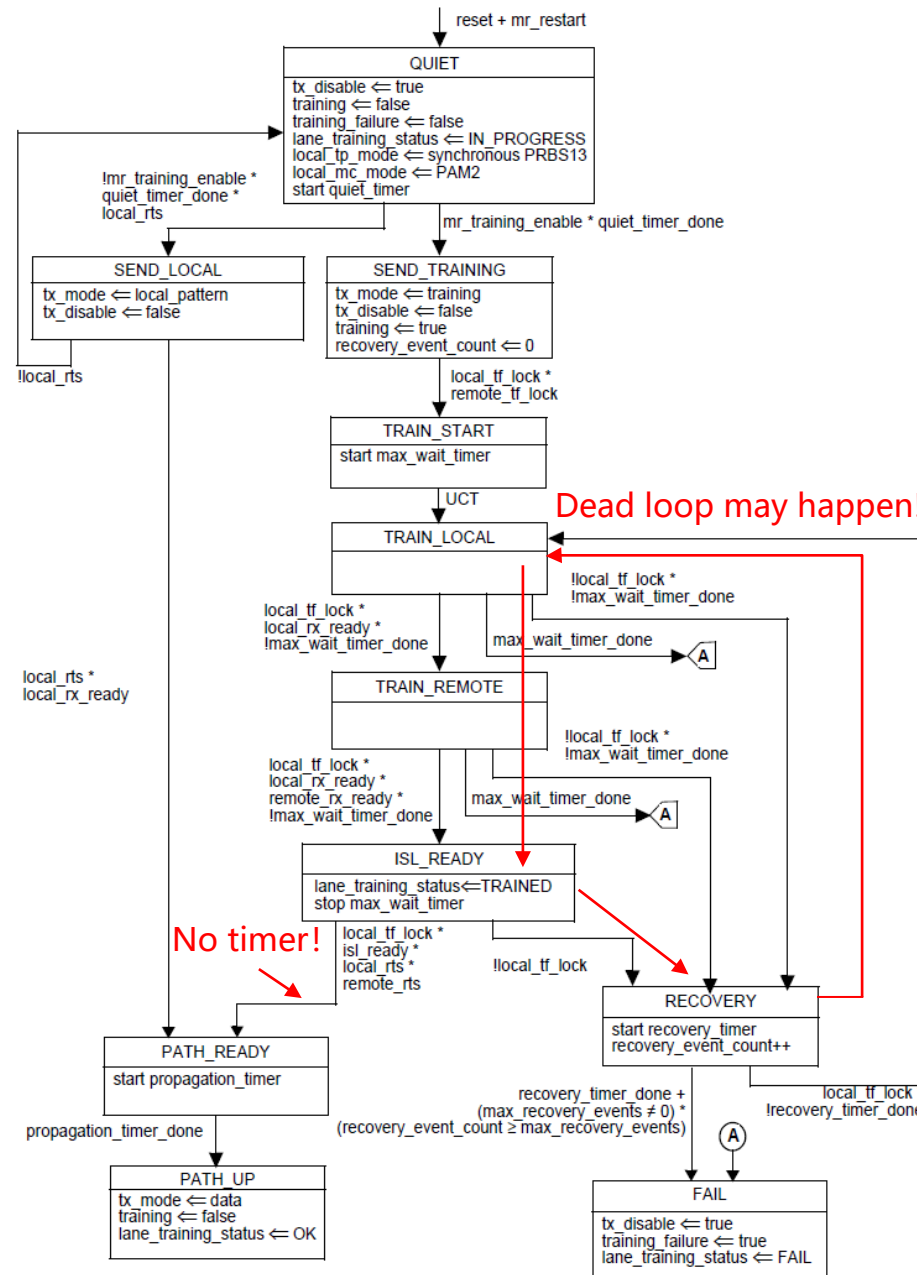 reset + mr_restart
QUIET
tx_disable ⇐ true
training ⇐ false
training_failure ⇐ false
lane_training_status ⇐ IN_PROGRESS
local_tp_mode ⇐ synchronous PRBS13
local_mc_mode ⇐ PAM2
start quiet_timer
!mr_training_enable *
quiet_timer_done *
local_rts
mr_training_enable * quiet_timer_done
SEND_LOCAL
tx_mode ⇐ local_pattern
tx_disable ⇐ false
!local_rts
SEND_TRAINING
tx_mode ⇐ training
tx_disable ⇐ false
training ⇐ true
recovery_event_count ⇐ 0
local_tf_lock *
remote_tf_lock
TRAIN_START
start max_wait_timer
UCT
Dead loop may happen!
TRAIN_LOCAL
local_tf_lock *
local_rx_ready *
!max_wait_timer_done
max_wait_timer_done
A
!local_tf_lock *
!max_wait_timer_done
local_rts *
local_rx_ready
TRAIN_REMOTE
local_tf_lock *
local_rx_ready *
remote_rx_ready *
!max_wait_timer_done
max_wait_timer_done
A
!local_tf_lock *
!max_wait_timer_done
ISL_READY
lane_training_status⇐TRAINED
stop max_wait_timer
No timer!
local_tf_lock *
isl_ready *
local_rts *
remote_rts
!local_tf_lock
RECOVERY
start recovery_timer
recovery_event_count++
PATH_READY
start propagation_timer
recovery_timer_done +
(max_recovery_events ≠ 0) *
(recovery_event_count ≥ max_recovery_events)
local_tf_lock
!recovery_timer_done
A
propagation_timer_done
PATH_UP
tx_mode ⇐ data
training ⇐ false
lane_training_status ⇐ OK
FAIL
tx_disable ⇐ true
training_failure ⇐ true
lane_training_status ⇐ FAIL